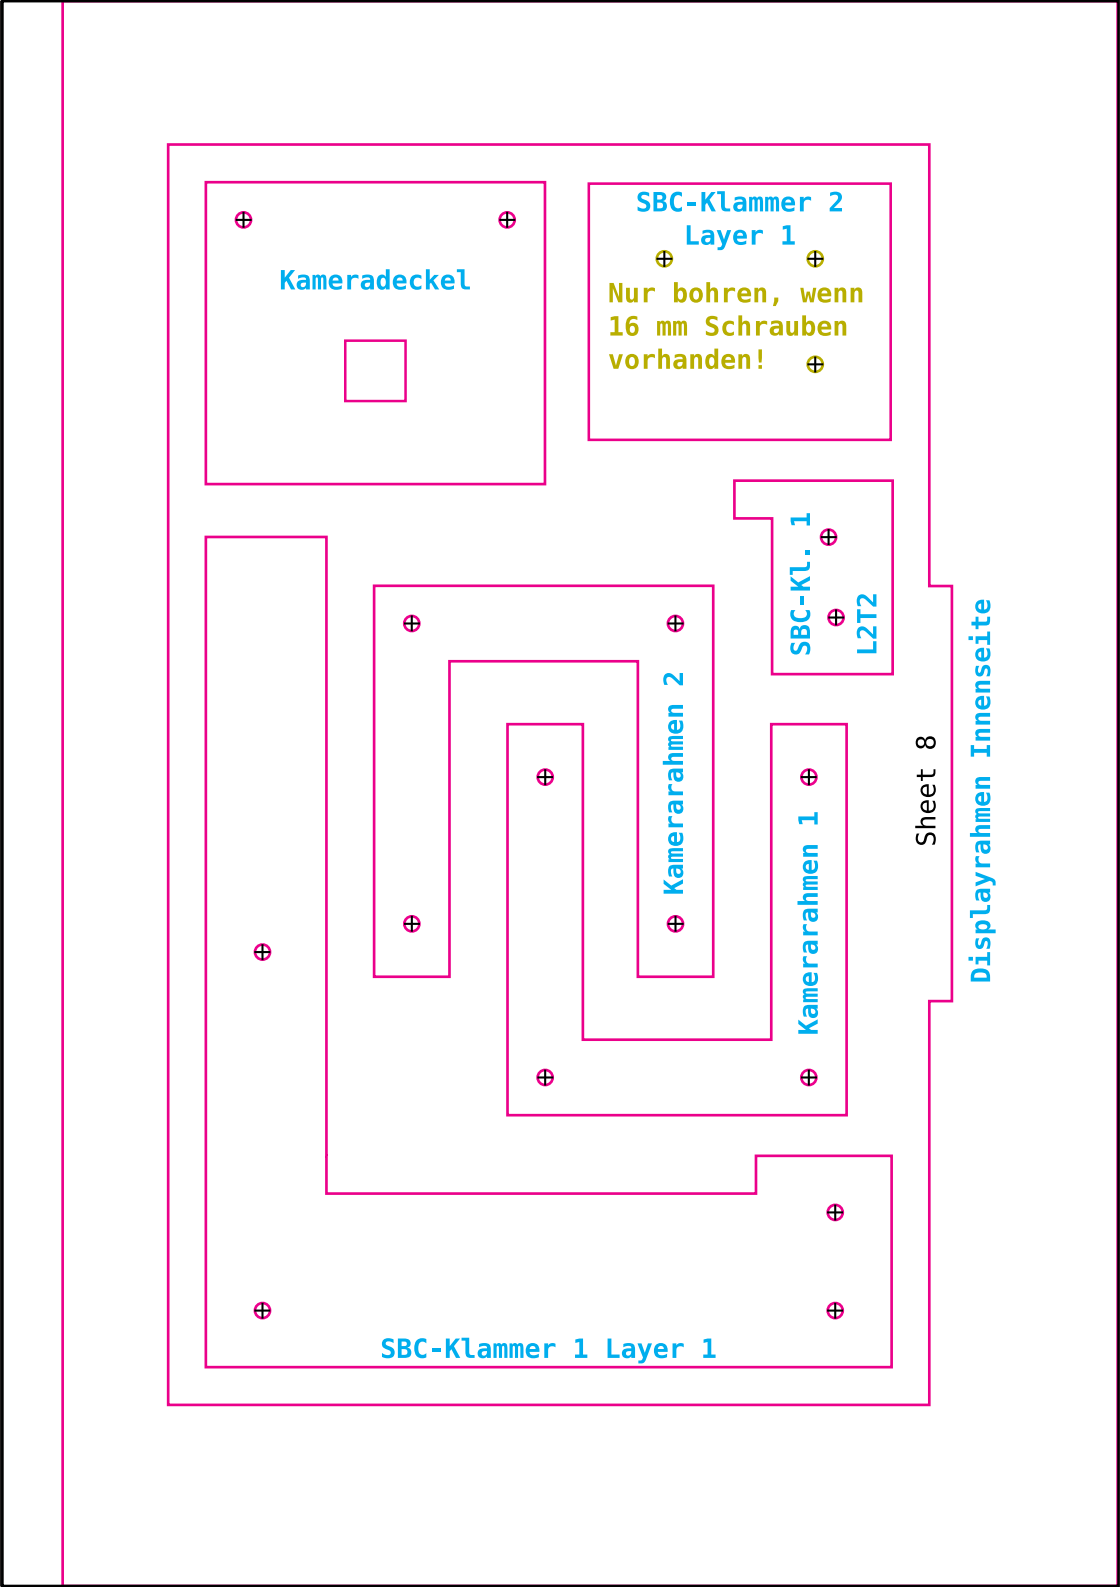 SBC-Klammer 2
Layer 1
Kameradeckel
Nur bohren, wenn
16 mm Schrauben
vorhanden!
SBC-Kl. 1
L2T2
Kamerarahmen 2
Kamerarahmen 1
Sheet 8
Displayrahmen Innenseite
SBC-Klammer 1 Layer 1